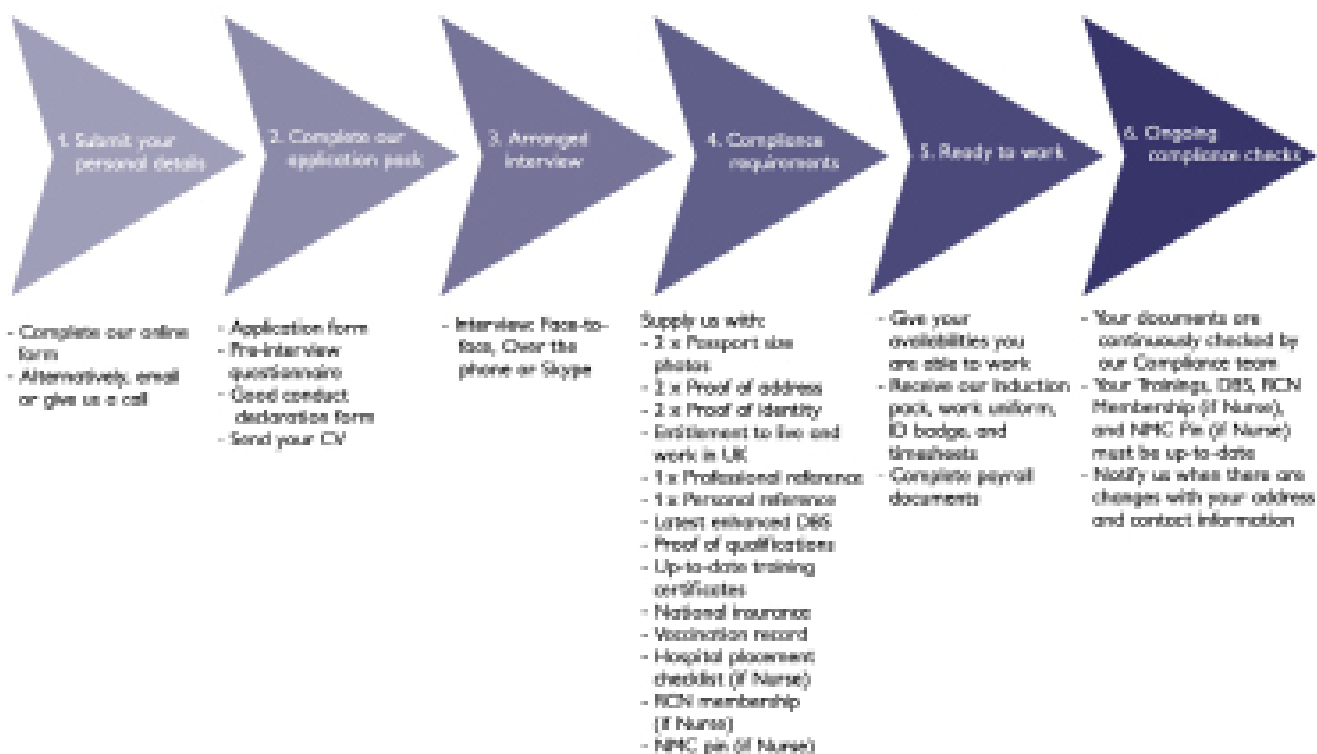 1. Submit your
personal details
2. Complete our
application pack
3. Arranged
interview
4. Compliance
requirements
5. Ready to work
6. Ongoing
compliance checks
- Complete our online
form
- Alternatively, email
or give us a call
- Application form
- Pre-interview
questionnaire
- Good conduct
declaration form
- Send your CV
- Interview: Face-to-
face, Over the
phone or Skype
Supply us with:
- 2 x Passport size
photos
- 2 x Proof of address
- 2 x Proof of identity
- Entitlement to live and
work in UK
- 1 x Professional reference
- 1 x Personal reference
- Latest enhanced DBS
- Proof of qualifications
- Up-to-date training
certificates
- National insurance
- Vaccination record
- Hospital placement
checklist (if Nurse)
- RCN membership
(if Nurse)
- NMC pin (if Nurse)
- Give your
availabilities you
are able to work
- Receive our Induction
pack, work uniform,
ID badge, and
timesheets
- Complete payroll
documents
- Your documents are
continuously checked by
our Compliance team
- Your Trainings, DBS, RCN
Membership (if Nurse),
and NMC Pin (if Nurse)
must be up-to-date
- Notify us when there are
changes with your address
and contact information